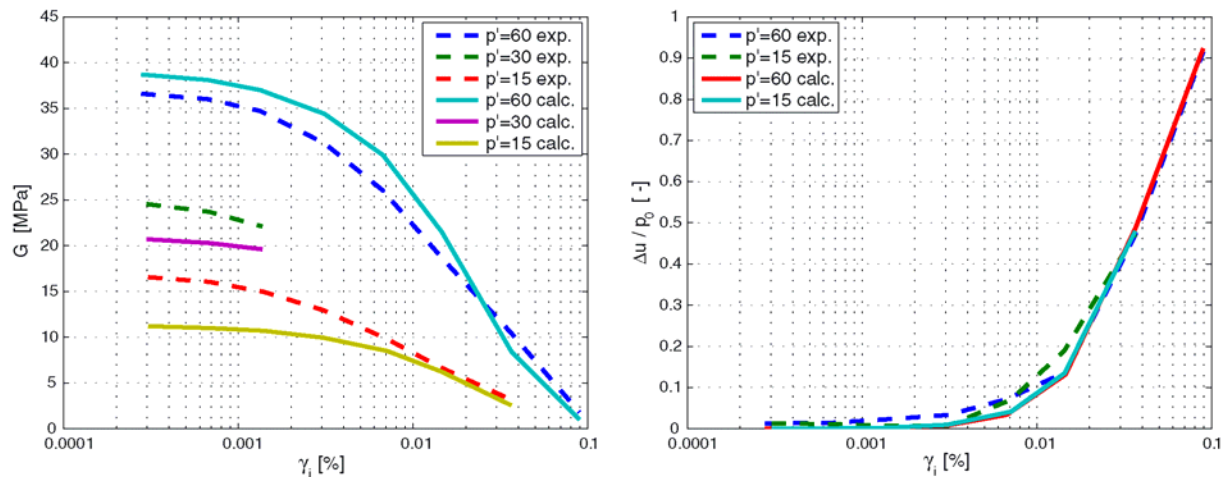 45
40
35
30
25
20
15
10
5
0
G [MPa]
p'=60 exp.
p'=30 exp.
p'=15 exp.
p'=60 calc.
p'=30 calc.
p'=15 calc.
0.0001 0.001 0.01 0.1
γi [%]
1
0.9
0.8
0.7
0.6
0.5
0.4
0.3
0.2
0.1
0
Δu / p0 [-]
p'=60 exp.
p'=15 exp.
p'=60 calc.
p'=15 calc.
0.0001 0.001 0.01 0.1
γi [%]